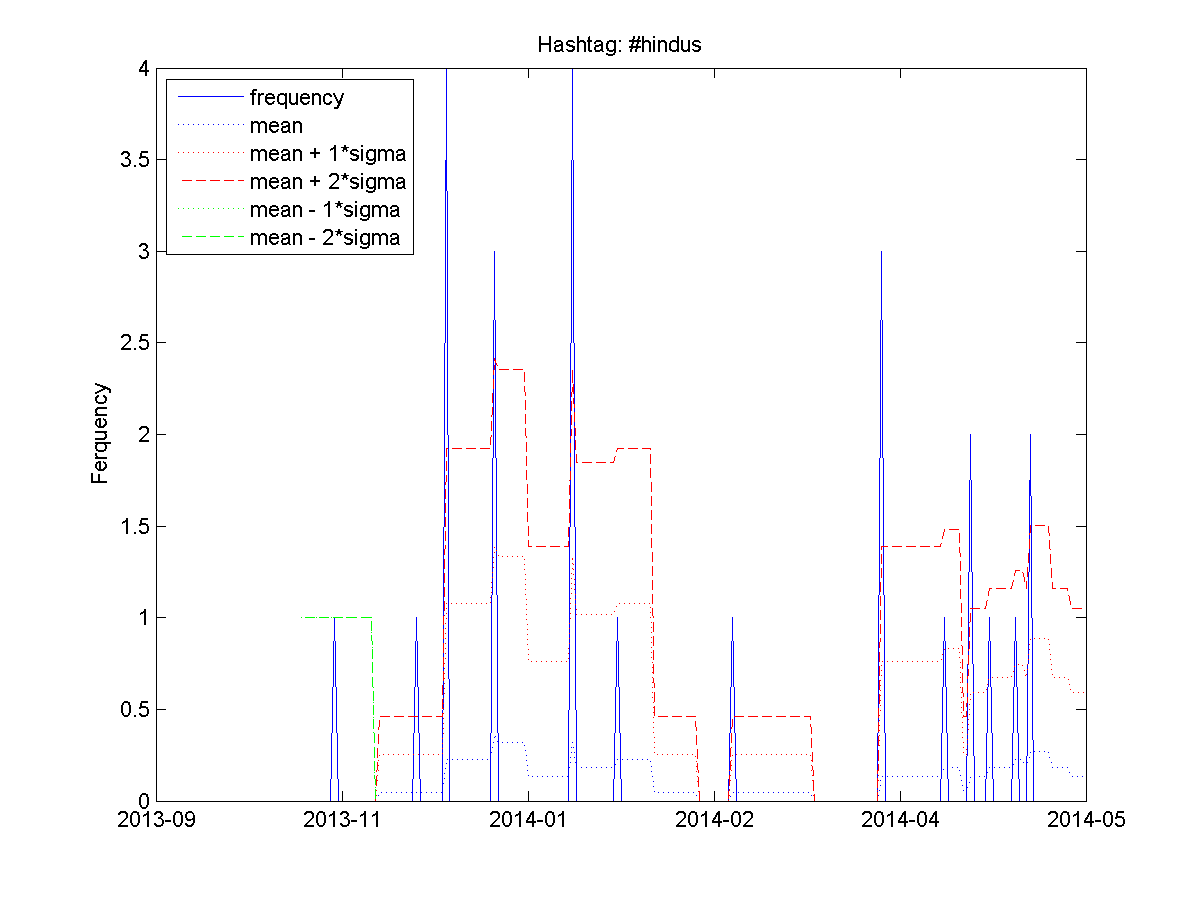 Hashtag: #hindus
4
3.5
3
2.5
2
1.5
1
0.5
0
Ferquency
frequency
mean
mean + 1*sigma
mean + 2*sigma
mean - 1*sigma
mean - 2*sigma
2013-09 2013-11 2014-01 2014-02 2014-04 2014-05